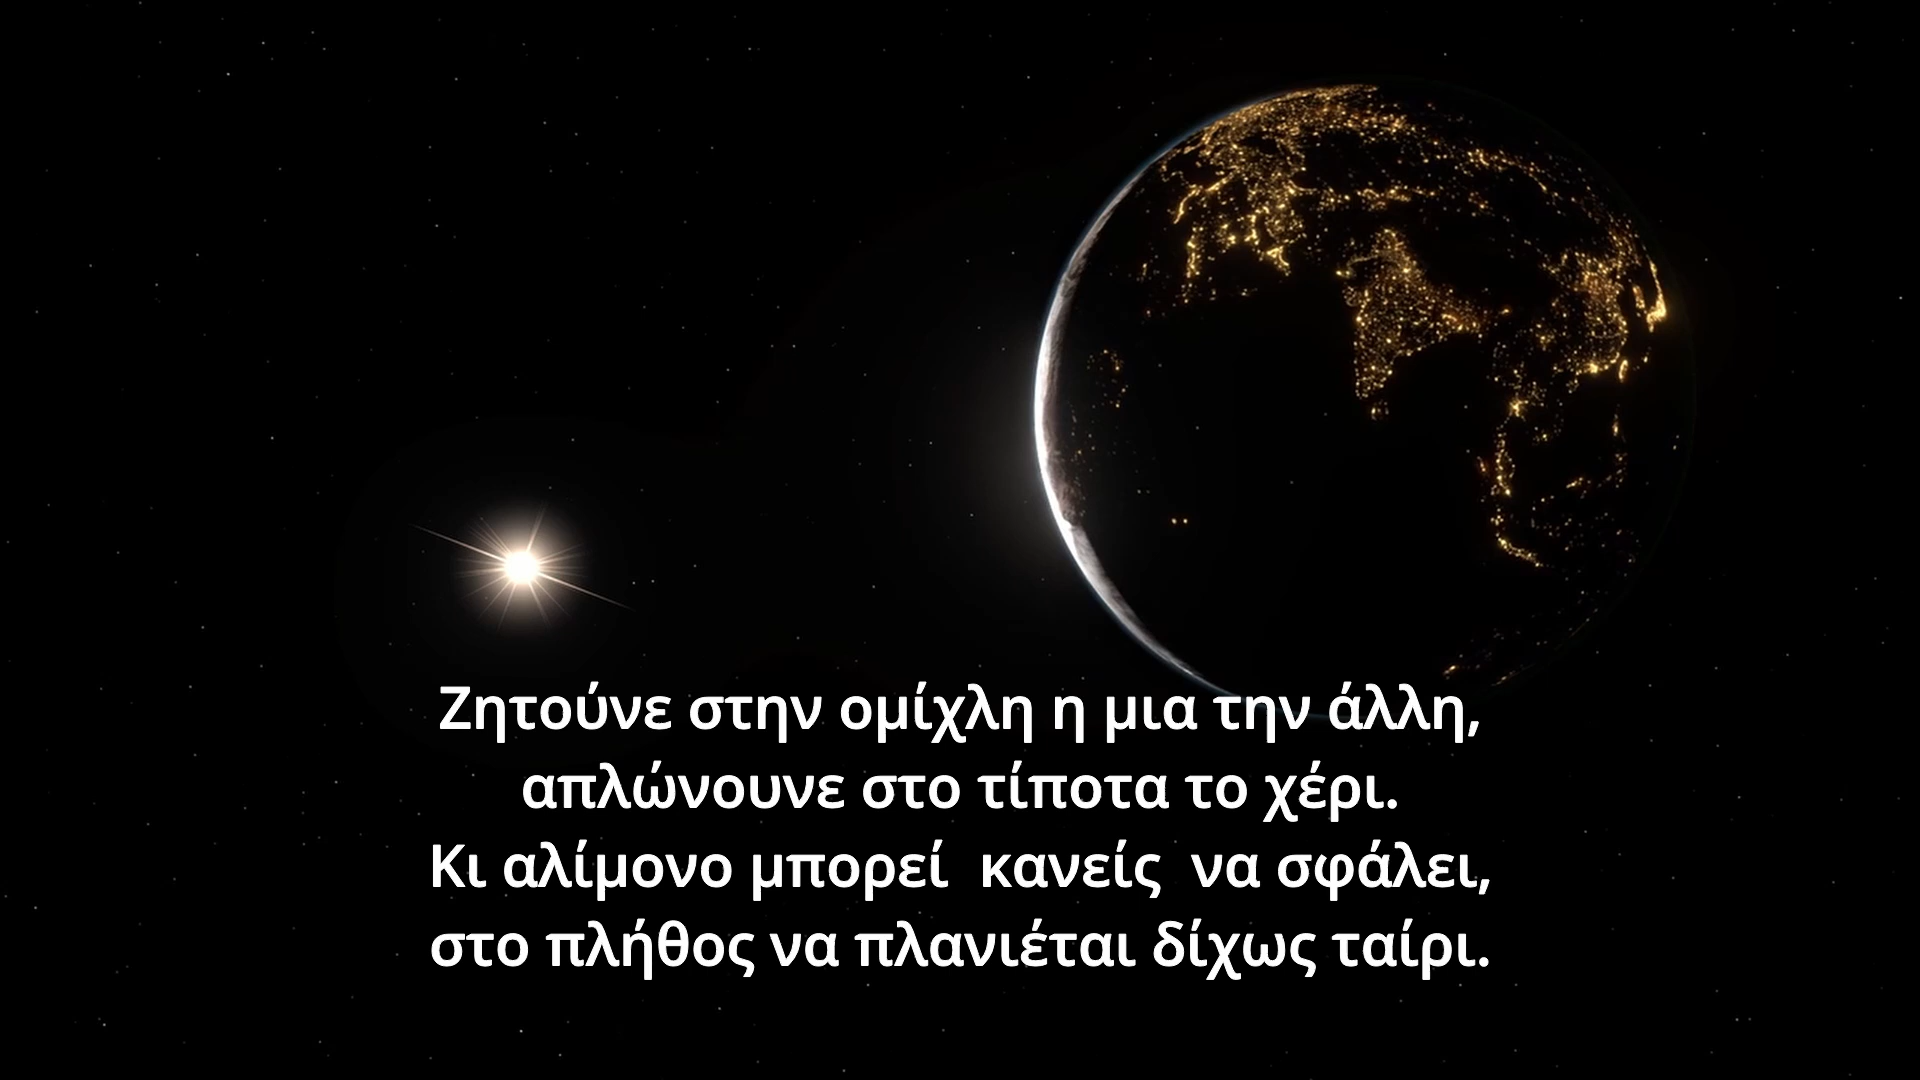 Ζητούνε στην ομίχλη η μια την άλλη,
απλώνουνε στο τίποτα το χέρι.
Κι αλίμονο μπορεί  κανείς  να σφάλει,
στο πλήθος να πλανιέται δίχως ταίρι.